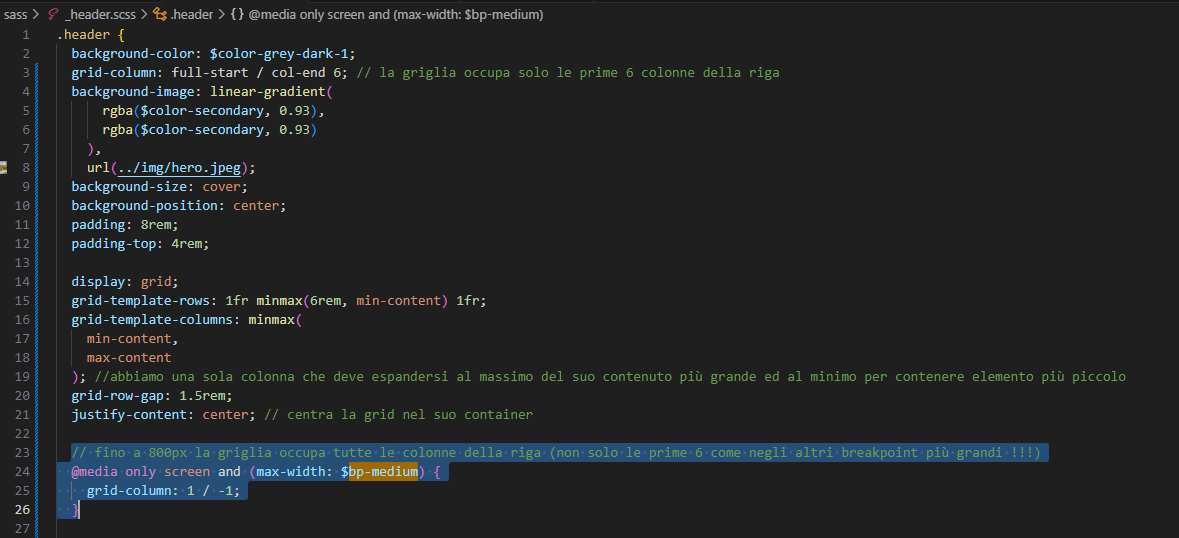 sass > _header.scss > .header > {} @media only screen and (max-width: $bp-medium)
1 .header {
2 background-color: $color-grey-dark-1;
3 grid-column: full-start / col-end 6; // la griglia occupa solo le prime 6 colonne della riga
4 background-image: linear-gradient(
5 rgba($color-secondary, 0.93),
6 rgba($color-secondary, 0.93)
7 ),
8 url(../img/hero.jpeg);
9 background-size: cover;
10 background-position: center;
11 padding: 8rem;
12 padding-top: 4rem;
13
14 display: grid;
15 grid-template-rows: 1fr minmax(6rem, min-content) 1fr;
16 grid-template-columns: minmax(
17 min-content,
18 max-content
19 ); //abbiamo una sola colonna che deve espandersi al massimo del suo contenuto più grande ed al minimo per contenere elemento più piccolo
20 grid-row-gap: 1.5rem;
21 justify-content: center; // centra la grid nel suo container
22
23 // fino a 800px la griglia occupa tutte le colonne della riga (non solo le prime 6 come negli altri breakpoint più grandi !!!)
24 @media only screen and (max-width: $bp-medium) {
25 grid-column: 1 / -1;
26 }
27